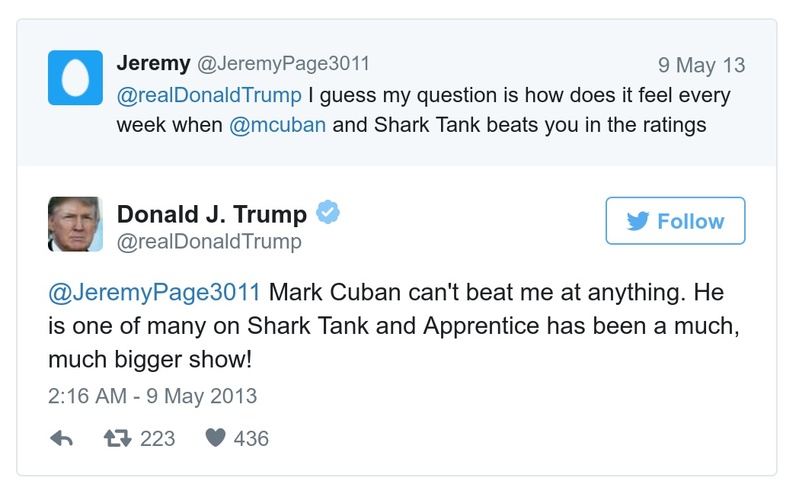 Jeremy @JeremyPage3011 9 May 13
@realDonaldTrump I guess my question is how does it feel every
week when @mcuban and Shark Tank beats you in the ratings
Donald J. Trump
@realDonaldTrump
Follow
@JeremyPage3011 Mark Cuban can't beat me at anything. He
is one of many on Shark Tank and Apprentice has been a much,
much bigger show!
2:16 AM - 9 May 2013
223 436